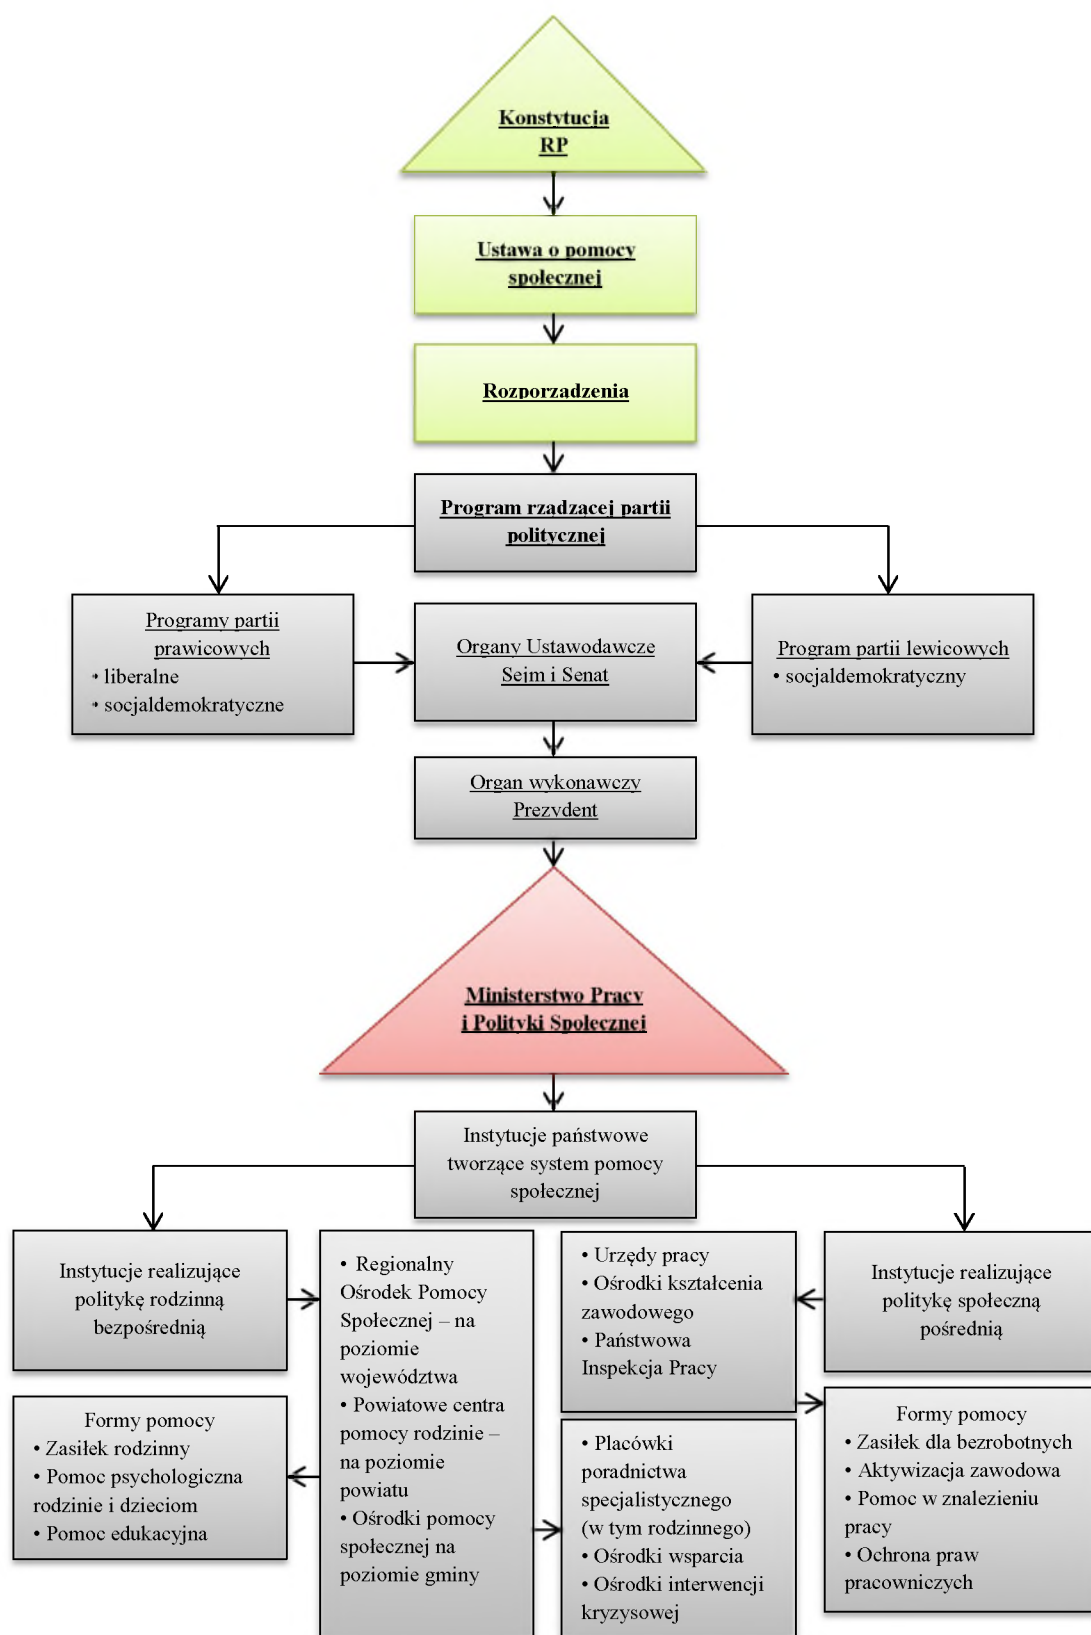 Konstytucja
RP
Ustawa o pomocy
społecznej
Rozporządzenia
Program rządzącej partii
politycznej
Programy partii
prawicowych
• liberalne
• socjaldemokratyczne
Organy Ustawodawcze
Sejm i Senat
Program partii lewicowych
• socjaldemokratyczny
Organ wykonawczy
Prezydent
Ministerstwo Pracy
i Polityki Społecznej
Instytucje państwowe
tworzące system pomocy
społecznej
Instytucje realizujące
politykę rodzinną
bezpośrednią
• Regionalny
Ośrodek Pomocy
Społecznej – na
poziomie
województwa
• Powiatowe centra
pomocy rodzinie –
na poziomie
powiatu
• Ośrodki pomocy
społecznej na
poziomie gminy
• Urzędy pracy
• Ośrodki kształcenia
zawodowego
• Państwowa
Inspekcja Pracy
Instytucje realizujące
politykę społeczną
pośrednią
Formy pomocy
• Zasiłek rodzinny
• Pomoc psychologiczna
rodzinie i dzieciom
• Pomoc edukacyjna
• Placówki
poradnictwa
specjalistycznego
(w tym rodzinnego)
• Ośrodki wsparcia
• Ośrodki interwencji
kryzysowej
Formy pomocy
• Zasiłek dla bezrobotnych
• Aktywizacja zawodowa
• Pomoc w znalezieniu
pracy
• Ochrona praw
pracowniczych